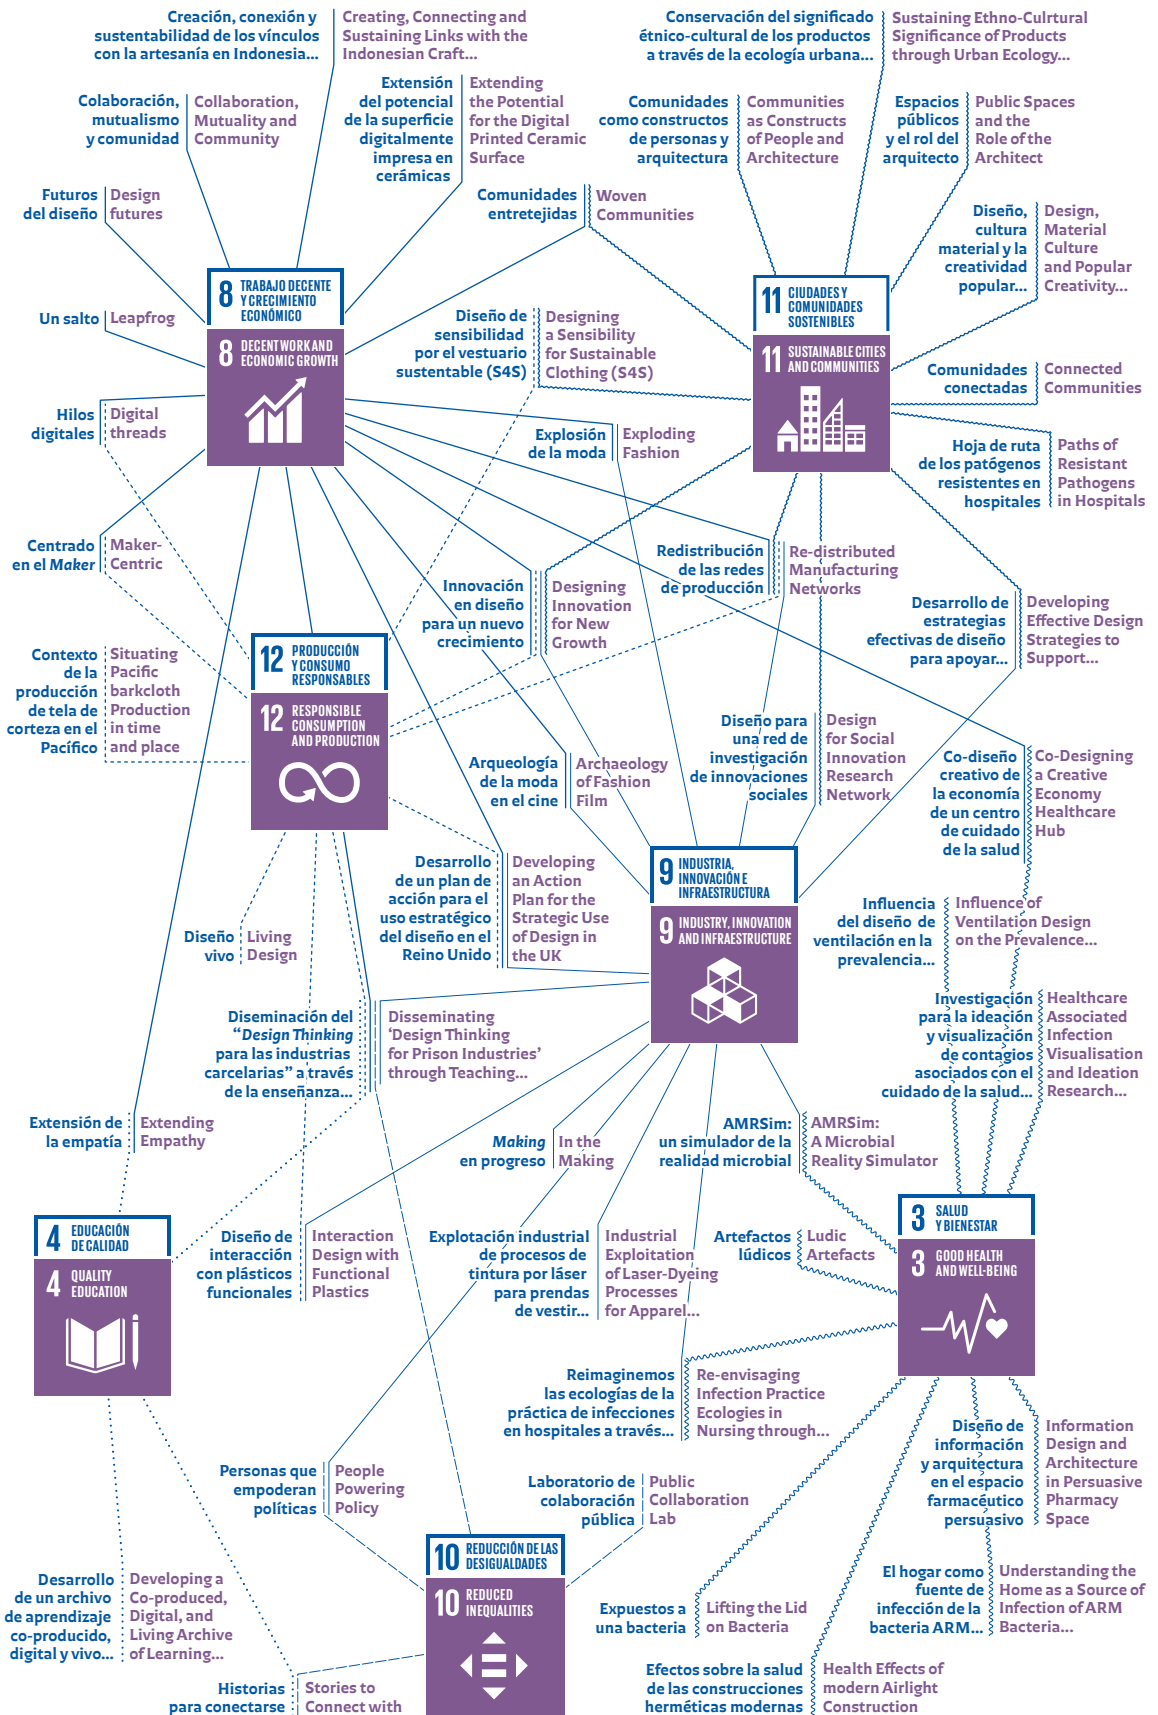 Creación, conexión y
sustentabilidad de los vínculos
con la artesanía en Indonesia...
Creating, Connecting and
Sustaining Links with the
Indonesian Craft...
Conservación del significado
étnico-cultural de los productos
a través de la ecología urbana...
Sustaining Ethno-Culrtural
Significance of Products
through Urban Ecology...
Colaboración,
mutualismo
y comunidad
Collaboration,
Mutuality and
Community
Extensión
del potencial
de la superficie
digitalmente
impresa en
cerámicas
Extending
the Potential
for the Digital
Printed Ceramic
Surface
Comunidades
como constructos
de personas y
arquitectura
Communities
as Constructs
of People and
Architecture
Espacios
públicos
y el rol del
arquitecto
Public Spaces
and the
Role of the
Architect
Futuros
del diseño
Design
futures
Comunidades
entretejidas
Woven
Communities
Diseño,
cultura
material y la
creatividad
popular...
Design,
Material
Culture
and Popular
Creativity...
8 TRABAJO DECENTE
Y CRECIMIENTO
ECONÓMICO
8 DECENT WORK AND
ECONOMIC GROWTH
11 CIUDADES Y
COMUNIDADES
SOSTENIBLES
11 SUSTAINABLE CITIES
AND COMMUNITIES
Un salto
Leapfrog
Diseño de
sensibilidad
por el vestuario
sustentable (S4S)
Designing
a Sensibility
for Sustainable
Clothing (S4S)
Comunidades
conectadas
Connected
Communities
Hilos
digitales
Digital
threads
Explosión
de la moda
Exploding
Fashion
Hoja de ruta
de los patógenos
resistentes en
hospitales
Paths of
Resistant
Pathogens
in Hospitals
Centrado
en el Maker
Maker-
Centric
Innovación
en diseño
para un nuevo
crecimiento
Designing
Innovation
for New
Growth
Redistribución
de las redes
de producción
Re-distributed
Manufacturing
Networks
Desarrollo de
estrategias
efectivas de diseño
para apoyar...
Developing
Effective Design
Strategies to
Support...
Contexto
de la
producción
de tela de
corteza en el
Pacífico
Situating
Pacific
barkcloth
Production
in time
and place
12 PRODUCCIÓN
Y CONSUMO
RESPONSABLES
12 RESPONSIBLE
CONSUMPTION
AND PRODUCTION
Arqueología
de la moda
en el cine
Archaeology
of Fashion
Film
Diseño para
una red de
investigación
de innovaciones
sociales
Design
for Social
Innovation
Research
Network
Co-diseño
creativo de
la economía
de un centro
de cuidado
de la salud
Co-Designing
a Creative
Economy
Healthcare
Hub
Desarrollo
de un plan de
acción para el
uso estratégico
del diseño en el
Reino Unido
Developing
an Action
Plan for the
Strategic Use
of Design in
the UK
9 INDUSTRIA,
INNOVACIÓN E
INFRAESTRUCTURA
9 INDUSTRY, INNOVATION
AND INFRAESTRUCTURE
Influencia
del diseño de
ventilación en la
prevalencia...
Influence of
Ventilation Design
on the Prevalence...
Diseño
vivo
Living
Design
Diseminación del
“Design Thinking
para las industrias
carcelarias” a través
de la enseñanza...
Disseminating
‘Design Thinking
for Prison Industries’
through Teaching...
Investigación
para la ideación
y visualización
de contagios
asociados con el
cuidado de la salud...
Healthcare
Associated
Infection
Visualisation
and Ideation
Research...
Extensión de
la empatía
Extending
Empathy
Making
en progreso
In the
Making
AMRSim:
un simulador de la
realidad microbial
AMRSim:
A Microbial
Reality Simulator
4 EDUCACIÓN
DE CALIDAD
4 QUALITY
EDUCATION
Diseño de
interacción
con plásticos
funcionales
Interaction
Design with
Functional
Plastics
Explotación industrial
de procesos de
tintura por láser
para prendas
de vestir...
Industrial
Exploitation
of Laser-Dyeing
Processes
for Apparel...
Artefactos
lúdicos
Ludic
Artefacts
3 SALUD
Y BIENESTAR
3 GOOD HEALTH
AND WELL-BEING
Reimaginemos
las ecologías de la
práctica de infecciones
en hospitales a través...
Re-envisaging
Infection Practice
Ecologies in
Nursing through...
Diseño de
información
y arquitectura
en el espacio
farmacéutico
persuasivo
Information
Design and
Architecture
in Persuasive
Pharmacy
Space
Personas que
empoderan
políticas
People
Powering
Policy
Laboratorio de
colaboración
pública
Public
Collaboration
Lab
10 REDUCCIÓN DE LAS
DESIGUALDADES
10 REDUCED
INEQUALITIES
Desarrollo
de un archivo
de aprendizaje
co-producido,
digital y vivo...
Developing a
Co-produced,
Digital, and
Living Archive
of Learning...
Expuestos a
una bacteria
Lifting the Lid
on Bacteria
El hogar como
fuente de
infección de la
bacteria ARM...
Understanding the
Home as a Source of
Infection of ARM
Bacteria...
Historias
para conectarse
Stories to
Connect with
Efectos sobre la salud
de las construcciones
herméticas modernas
Health Effects of
modern Airlight
Construction